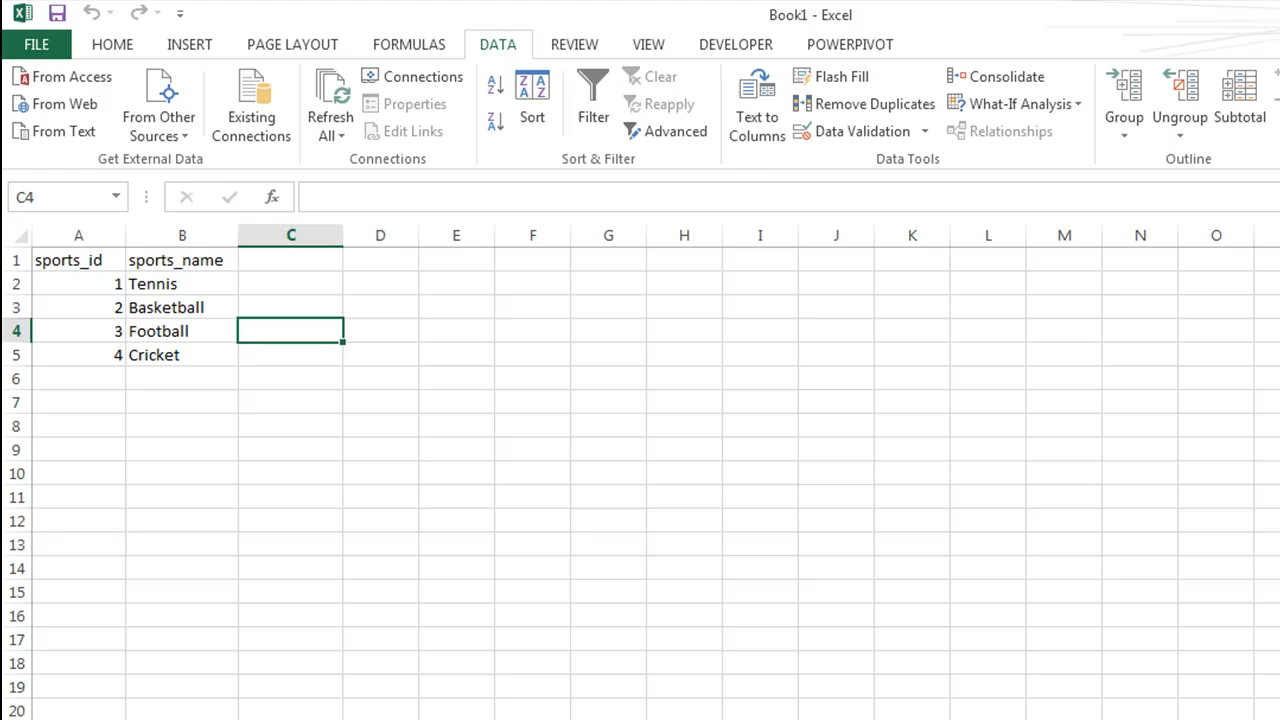 Book1 - Excel
FILE HOME INSERT PAGE LAYOUT FORMULAS DATA REVIEW VIEW DEVELOPER POWERPIVOT
From Access
From Web
From Text
From Other Sources
Existing Connections
Get External Data
Refresh All
Connections
Properties
Edit Links
Connections
Sort
Filter
Clear
Reapply
Advanced
Sort & Filter
Text to Columns
Flash Fill
Remove Duplicates
Data Validation
Consolidate
What-If Analysis
Relationships
Data Tools
Group
Ungroup
Subtotal
Outline
C4 fx
A B C D E F G H I J K L M N O
1 sports_id sports_name
2 1 Tennis
3 2 Basketball
4 3 Football
5 4 Cricket
6
7
8
9
10
11
12
13
14
15
16
17
18
19
20